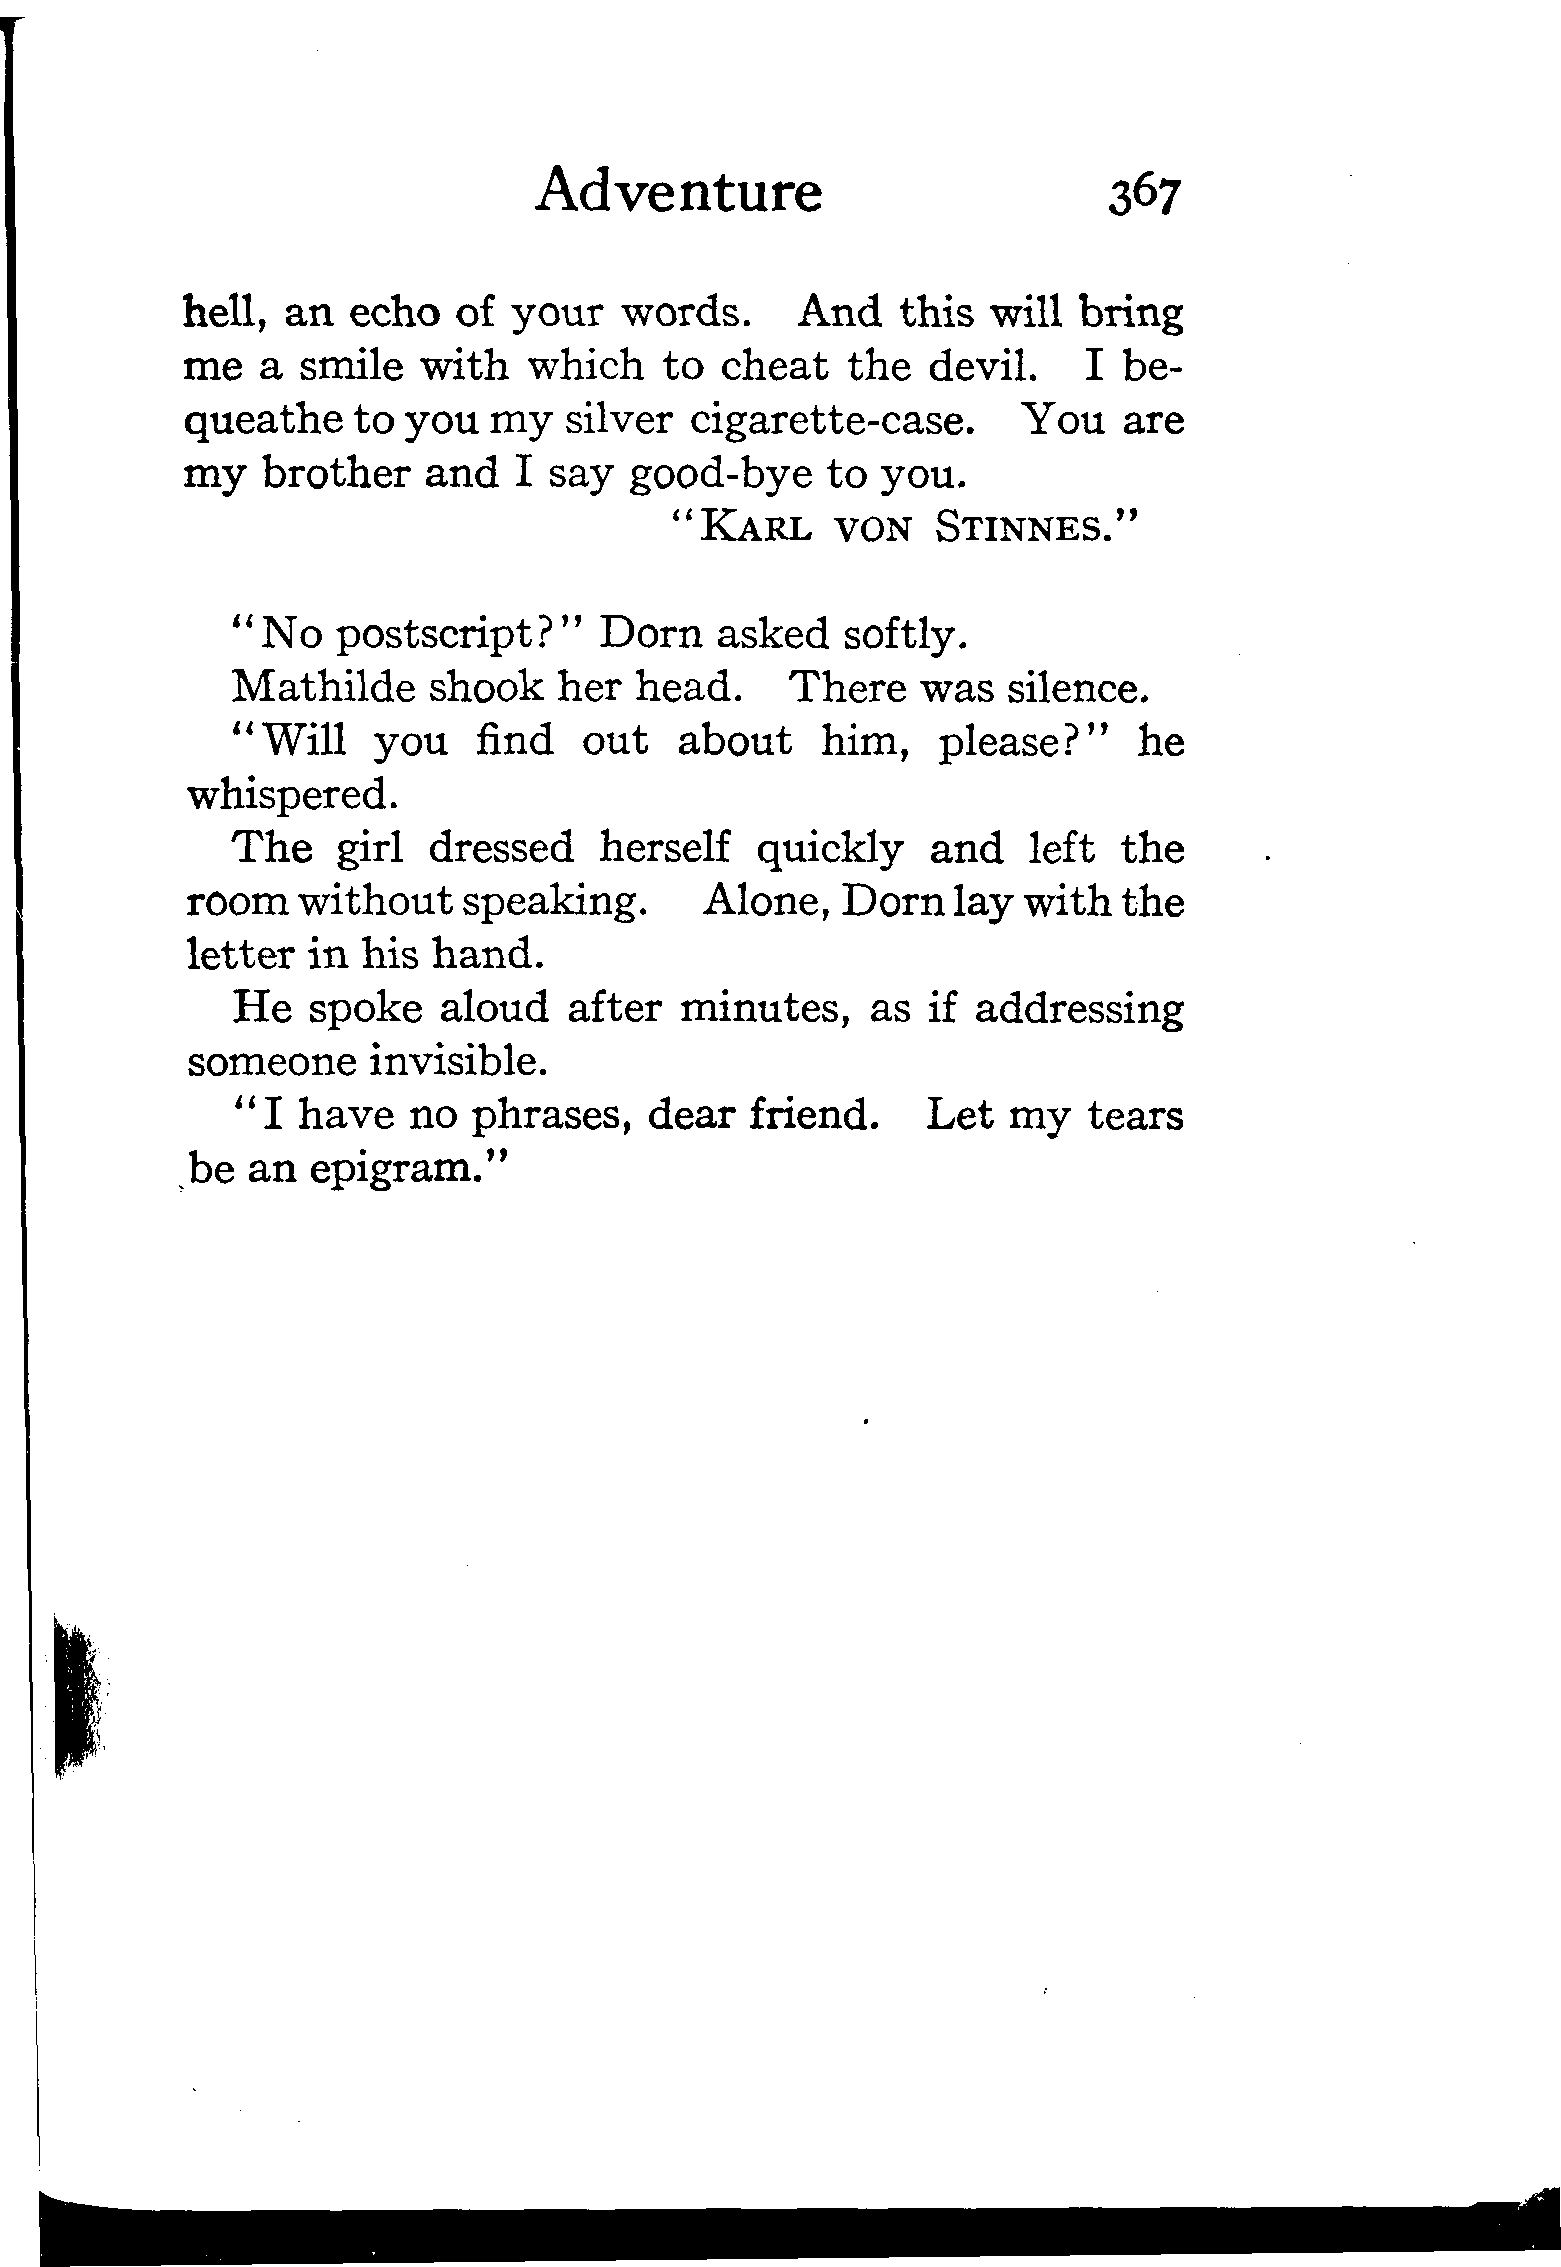 Adventure 367
hell, an echo of your words. And this will bring
me a smile with which to cheat the devil. I be-
queathe to you my silver cigarette-case. You are
my brother and I say good-bye to you.
"KARL VON STINNES."
"No postscript?" Dorn asked softly.
Mathilde shook her head. There was silence.
"Will you find out about him, please?" he
whispered.
The girl dressed herself quickly and left the
room without speaking. Alone, Dorn lay with the
letter in his hand.
He spoke aloud after minutes, as if addressing
someone invisible.
"I have no phrases, dear friend. Let my tears
be an epigram."